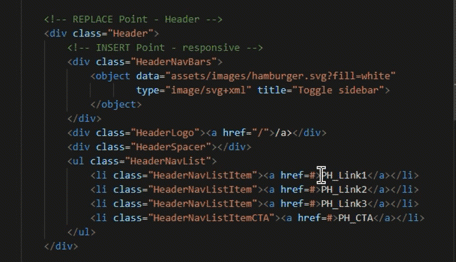 <!-- REPLACE Point - Header -->
<div class="Header">
<!-- INSERT Point - responsive -->
<div class="HeaderNavBars">
<object data="assets/images/hamburger.svg?fill=white"
type="image/svg+xml" title="Toggle sidebar">
</object>
</div>
<div class="HeaderLogo"><a href="/">/a></div>
<div class="HeaderSpacer"></div>
<ul class="HeaderNavList">
<li class="HeaderNavListItem"><a href=#>PH_Link1</a></li>
<li class="HeaderNavListItem"><a href=#>PH_Link2</a></li>
<li class="HeaderNavListItem"><a href=#>PH_Link3</a></li>
<li class="HeaderNavListItemCTA"><a href=#>PH_CTA</a></li>
</ul>
</div>